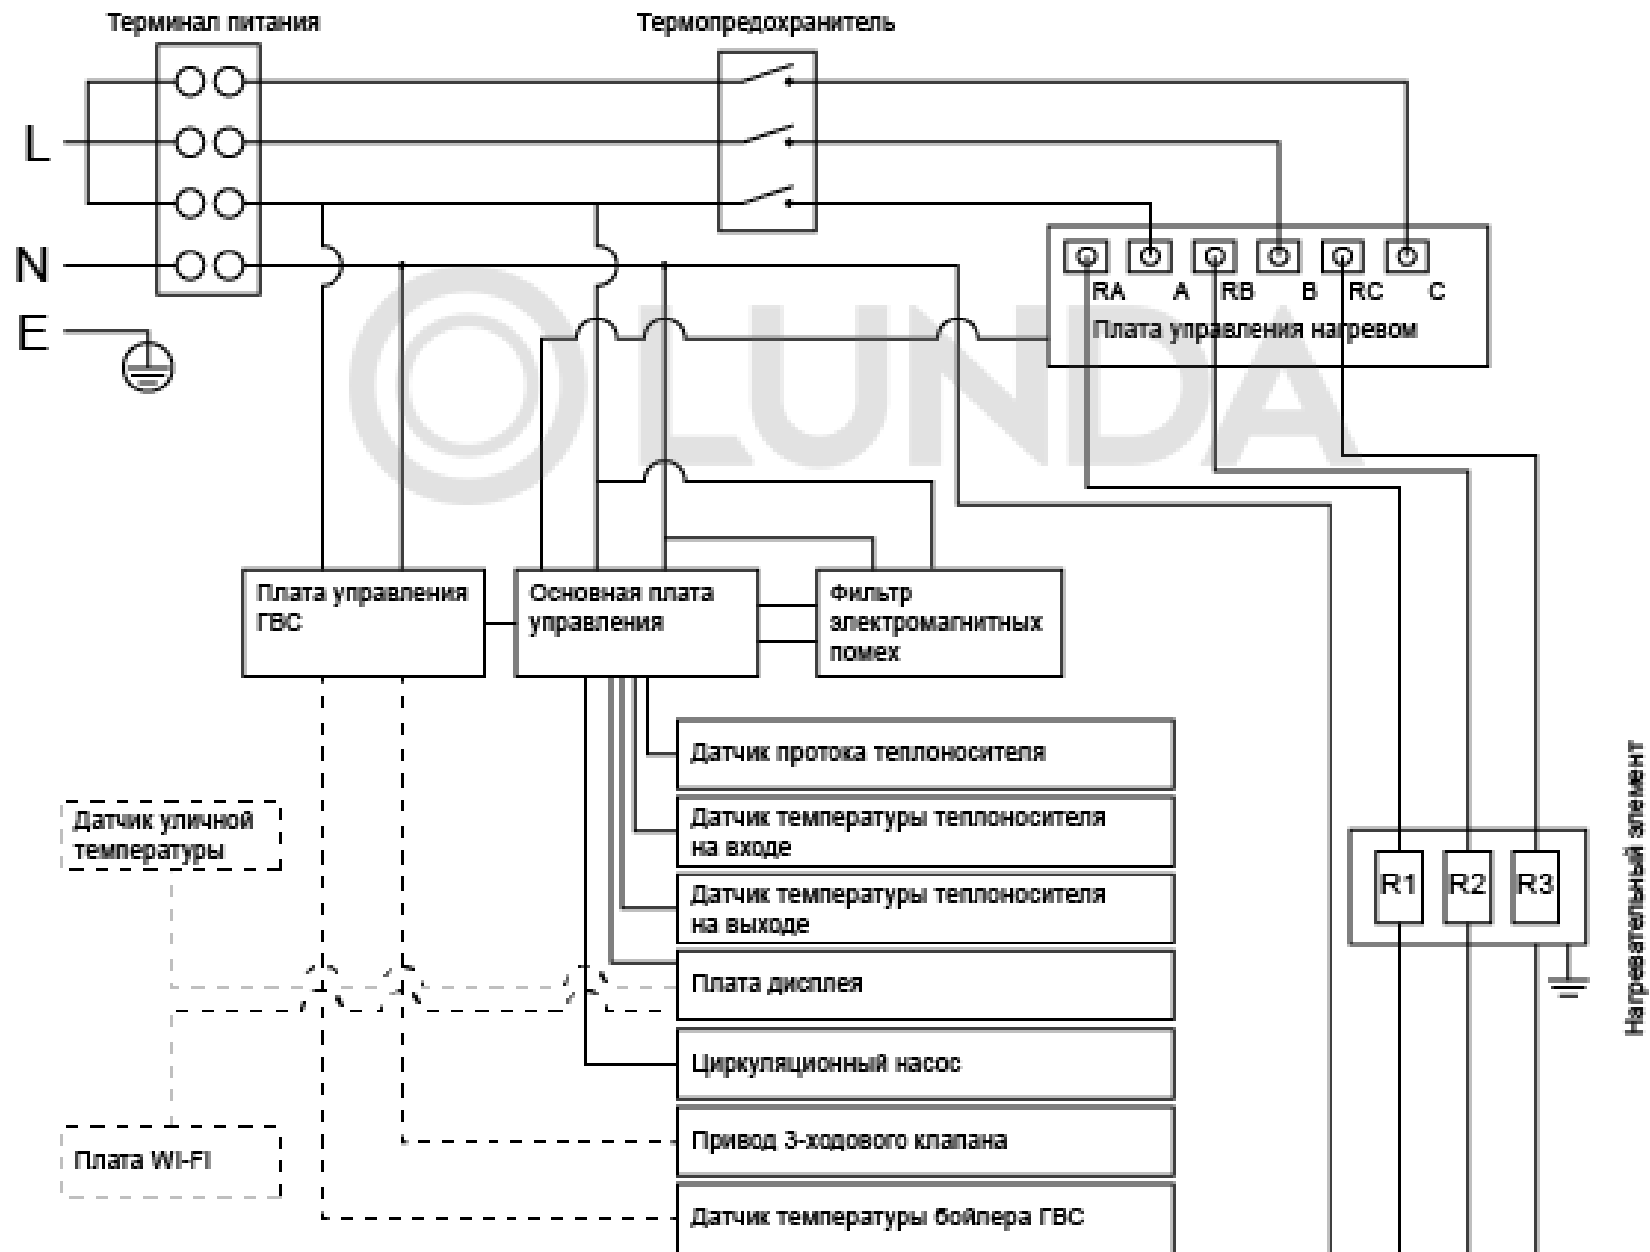 Терминал питания
Термопредохранитель
L
N
E
RA A RB B RC C
Плата управления нагревом
LUNDA
Плата управления
ГВС
Основная плата
управления
Фильтр
электромагнитных
помех
Датчик протока теплоносителя
Датчик температуры теплоносителя
на входе
Датчик температуры теплоносителя
на выходе
Плата дисплея
Циркуляционный насос
Привод 3-ходового клапана
Датчик температуры бойлера ГВС
Датчик уличной
температуры
Плата WI-FI
R1 R2 R3
Нагревательный элемент